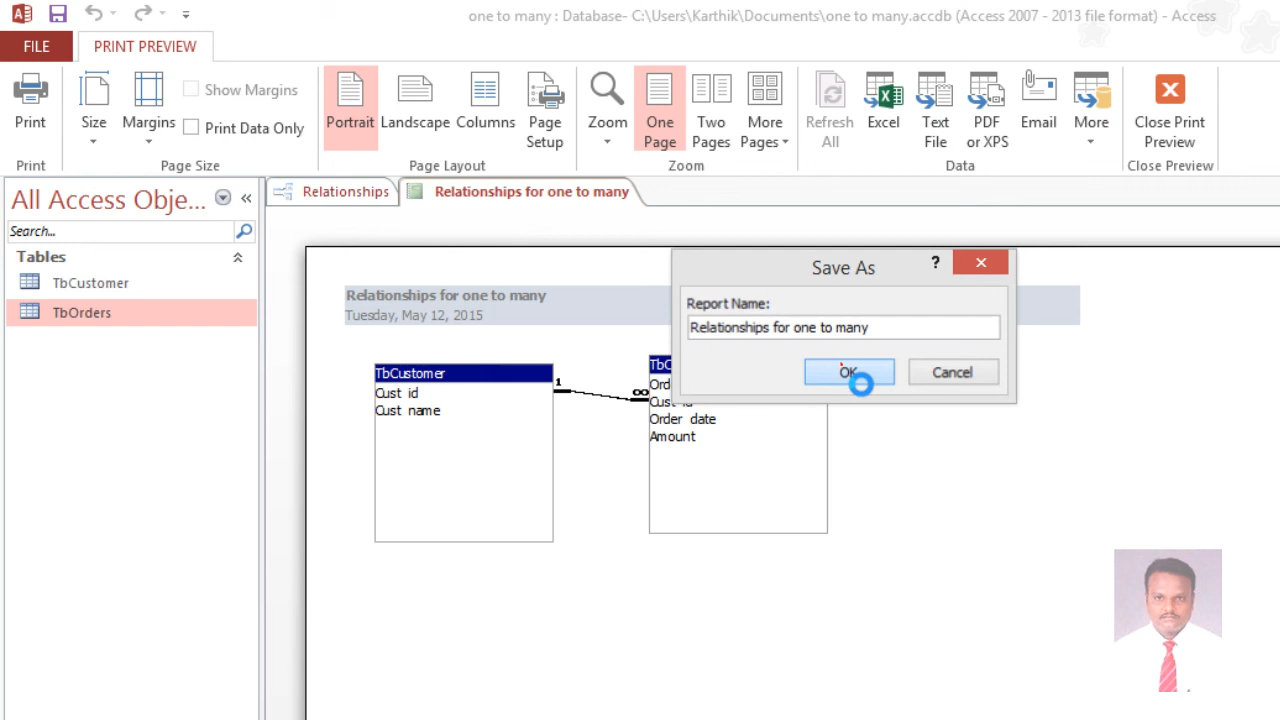 one to many : Database- C:\Users\Karthik\Documents\one to many.accdb (Access 2007 - 2013 file format) - Access
FILE
PRINT PREVIEW
Print
Size
Margins
Show Margins
Print Data Only
Portrait
Landscape
Columns
Page
Setup
Zoom
One
Page
Two
Pages
More
Pages
Refresh
All
Excel
Text
File
PDF
or XPS
Email
More
Close Print
Preview
Print
Page Size
Page Layout
Zoom
Data
Close Preview
All Access Obje...
Search...
Tables
TbCustomer
TbOrders
Relationships
Relationships for one to many
Relationships for one to many
Tuesday, May 12, 2015
TbCustomer
Cust id
Cust name
1
∞
Order date
Amount
Save As
?
Report Name:
Relationships for one to many
OK
Cancel